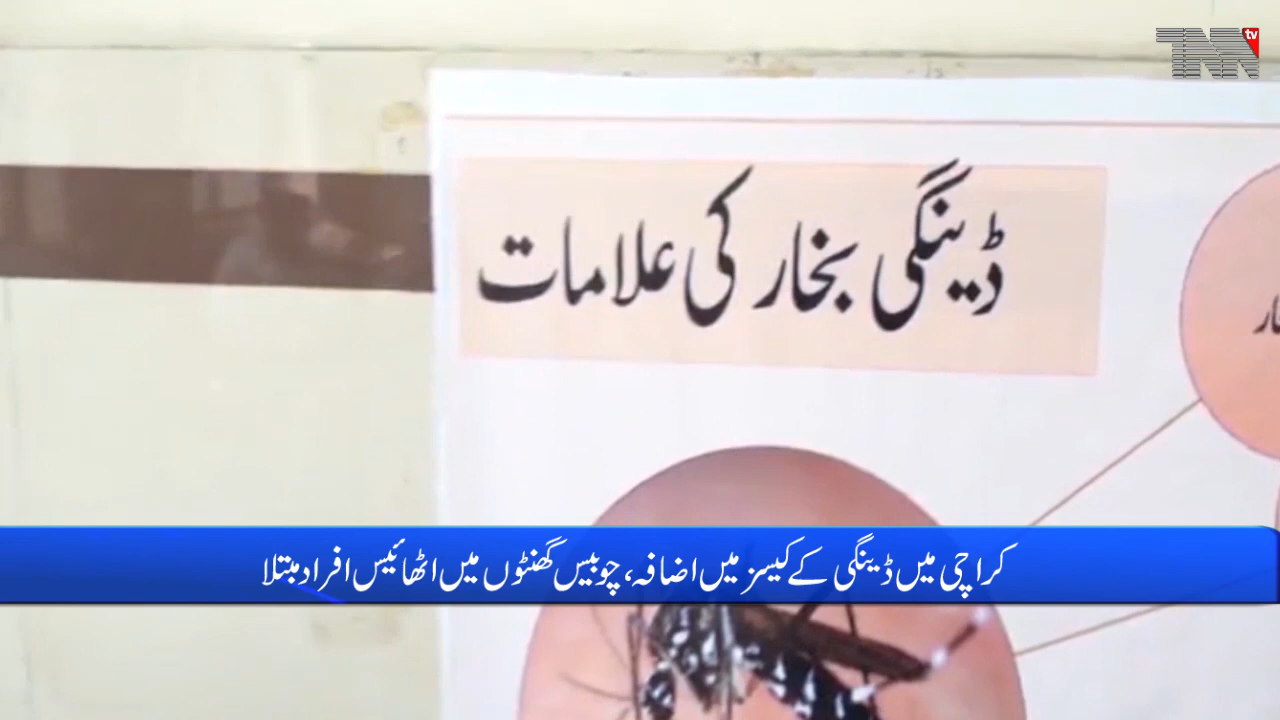 TNN tv
ڈینگی بخار کی علامات
کراچی میں ڈینگی کے کیسز میں اضافہ، چوبیس گھنٹوں میں اٹھائیس افراد مبتلا